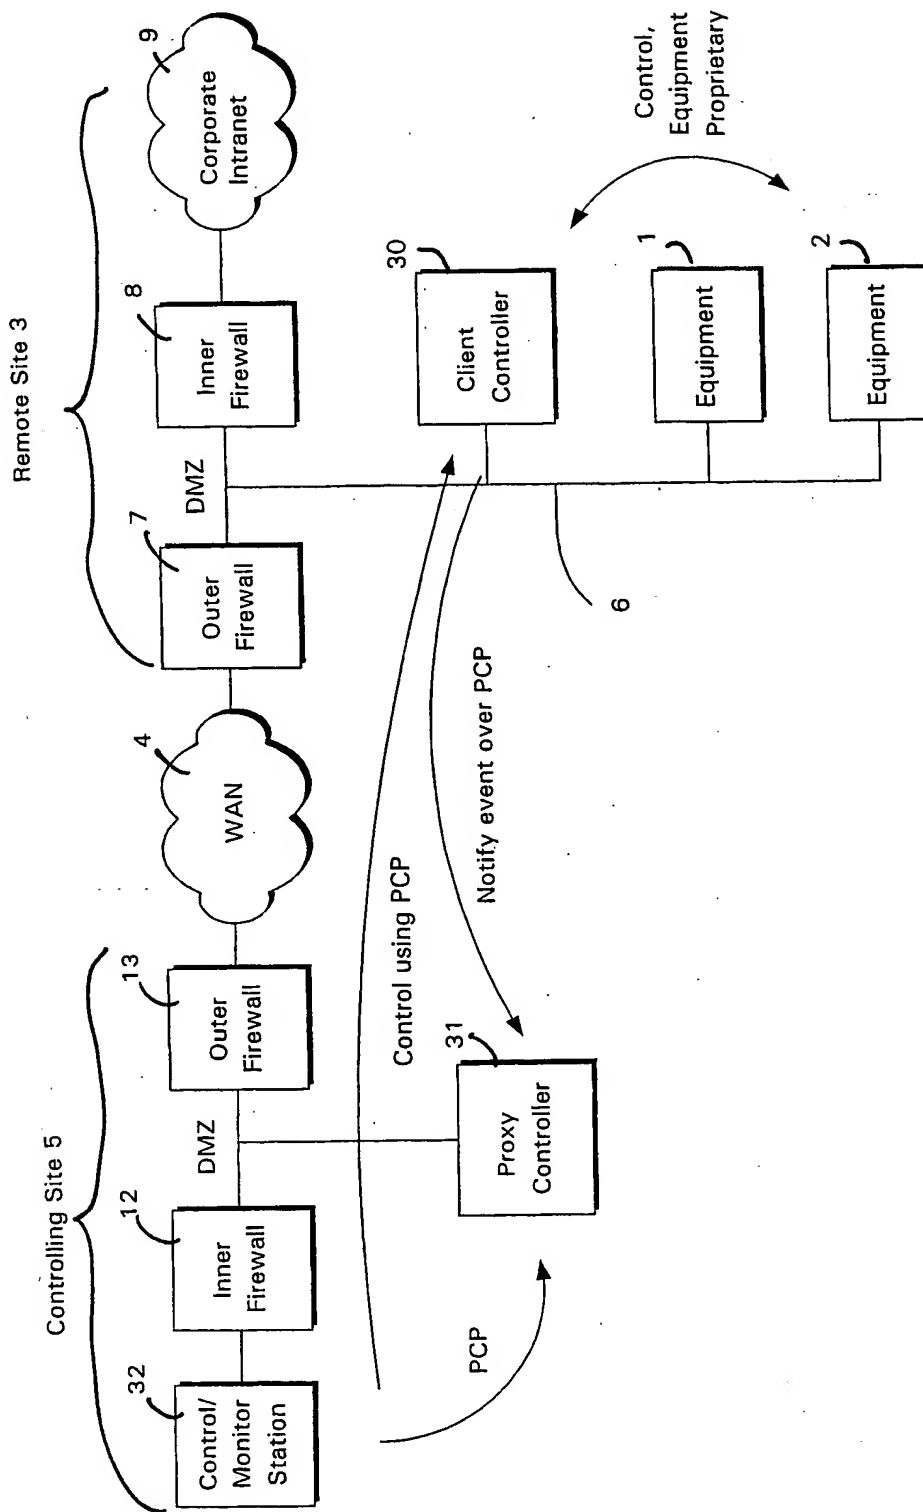 Controlling Site 5
Remote Site 3
32
Control/
Monitor
Station
12
Inner
Firewall
DMZ
13
Outer
Firewall
4
WAN
7
Outer
Firewall
DMZ
8
Inner
Firewall
9
Corporate
Intranet
PCP
Control using PCP
Notify event over PCP
31
Proxy
Controller
6
30
Client
Controller
1
Equipment
2
Equipment
Control,
Equipment
Proprietary